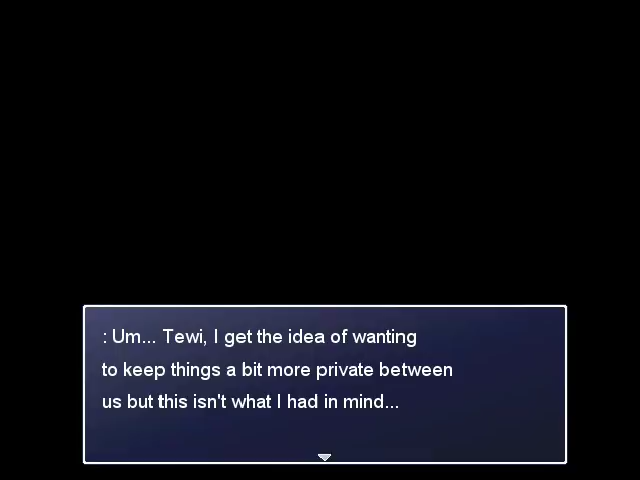 : Um... Tewi, I get the idea of wanting
to keep things a bit more private between
us but this isn't what I had in mind...